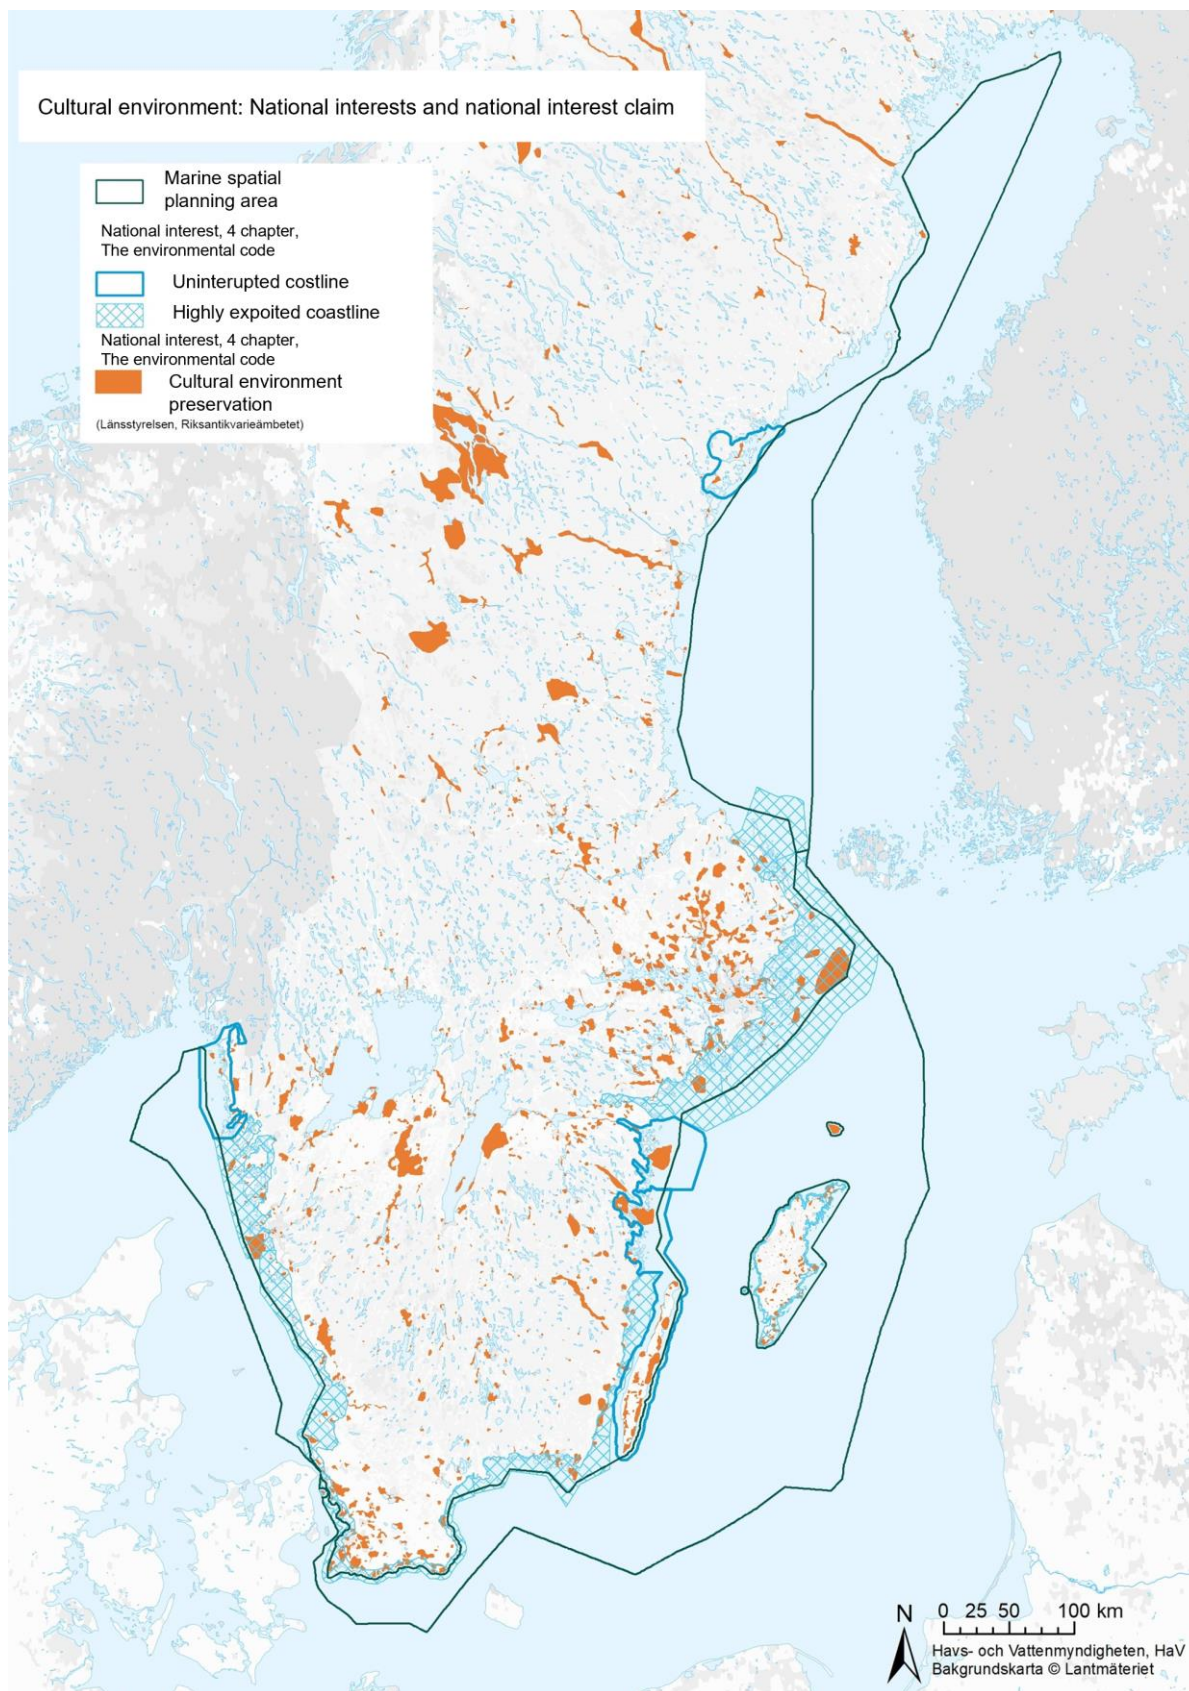 Cultural environment: National interests and national interest claim
Marine spatial
planning area
National interest, 4 chapter,
The environmental code
Uninterupted costline
Highly expoited coastline
National interest, 4 chapter,
The environmental code
Cultural environment
preservation
(Länsstyrelsen, Riksantikvarieämbetet)
N
0 25 50 100 km
Havs- och Vattenmyndigheten, HaV
Bakgrundskarta © Lantmäteriet